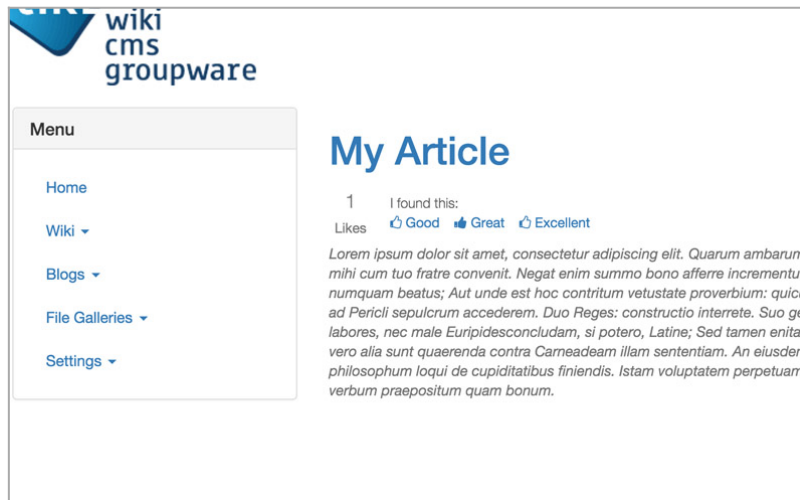 wiki
cms
groupware
Menu
Home
Wiki
Blogs
File Galleries
Settings
My Article
1
Likes
I found this:
Good Great Excellent
Lorem ipsum dolor sit amet, consectetur adipiscing elit. Quarum ambarum
mihi cum tuo fratre convenit. Negat enim summo bono afferre incrementu
numquam beatus; Aut unde est hoc contritum vetustate proverbium: quicu
ad Pericli sepulcrum accederem. Duo Reges: constructio interrete. Suo ge
labores, nec male Euripidesconcludam, si potero, Latine; Sed tamen enita
vero alia sunt quaerenda contra Carneadeam illam sententiam. An eiusdem
philosophum loqui de cupiditatibus finiendis. Istam voluptatem perpetuam
verbum praepositum quam bonum.